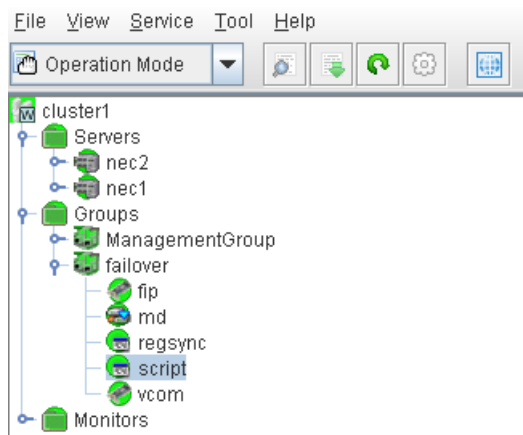 File View Service Tool Help
Operation Mode
cluster1
Servers
nec2
nec1
Groups
ManagementGroup
failover
fip
md
regsync
script
vcom
Monitors